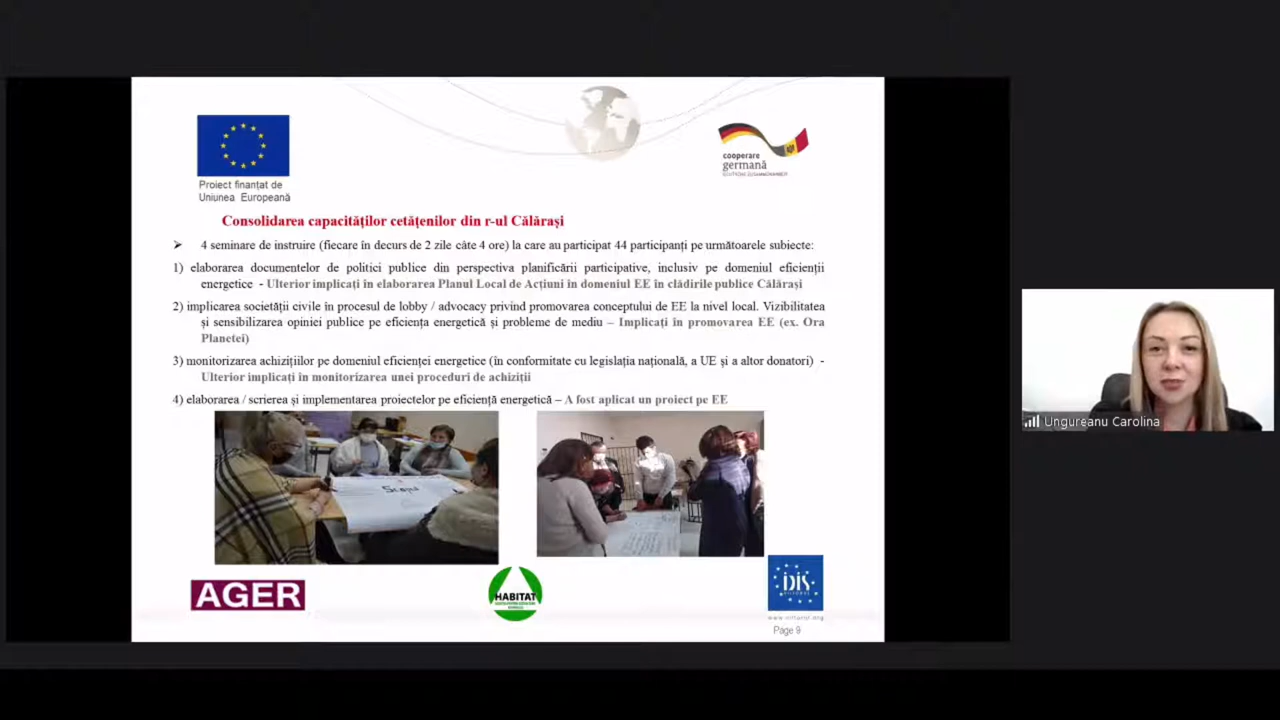 Proiect finanțat de
Uniunea Europeană
cooperare
germană
Consolidarea capacităților cetățenilor din r-ul Călărași
➢ 4 seminare de instruire (fiecare în decurs de 2 zile câte 4 ore) la care au participat 44 participanți pe următoarele subiecte:
1) elaborarea documentelor de politici publice din perspectiva planificării participative, inclusiv pe domeniul eficienții
energetice - Ulterior implicați în elaborarea Planul Local de Acțiuni în domeniul EE în clădirile publice Călărași
2) implicarea societății civile în procesul de lobby / advocacy privind promovarea conceptului de EE la nivel local. Vizibilitatea
și sensibilizarea opiniei publice pe eficiența energetică și probleme de mediu – Implicați în promovarea EE (ex. Ora
Planetei)
3) monitorizarea achizițiilor pe domeniul eficienței energetice (în conformitate cu legislația națională, a UE și a altor donatori) -
Ulterior implicați în monitorizarea unei proceduri de achiziții
4) elaborarea / scrierea și implementarea proiectelor pe eficiență energetică – A fost aplicat un proiect pe EE
AGER
HABITAT
IDIS
VIITORUL
www.viitorul.org
Page 9
Ungureanu Carolina